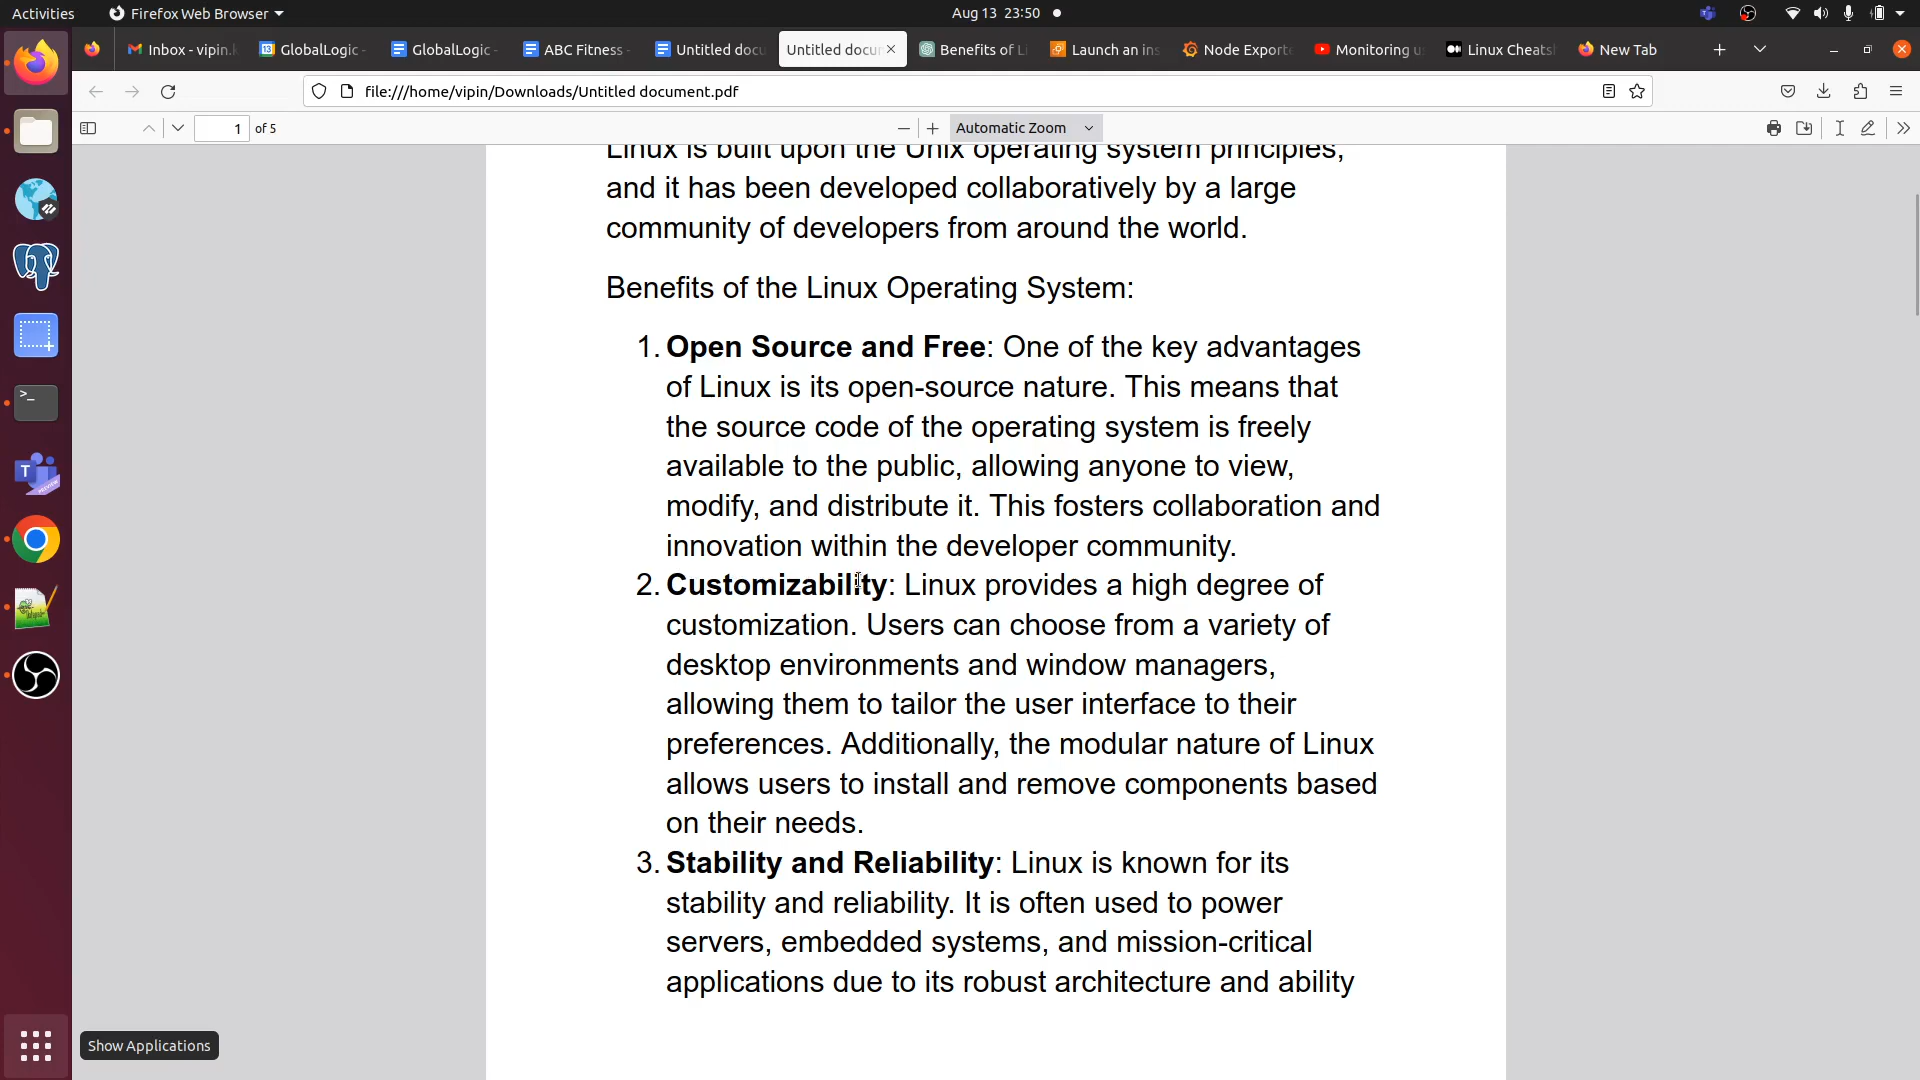 Activities
Firefox Web Browser
Aug 13 23:50
Inbox - vipin.
GlobalLogic -
GlobalLogic -
ABC Fitness -
Untitled docu
Untitled docu
Benefits of Li
Launch an ins
Node Exporte
Monitoring u
Linux Cheats
New Tab
file:///home/vipin/Downloads/Untitled document.pdf
1 of 5
Automatic Zoom
Linux is built upon the Unix operating system principles,
and it has been developed collaboratively by a large
community of developers from around the world.
Benefits of the Linux Operating System:
1. Open Source and Free: One of the key advantages
of Linux is its open-source nature. This means that
the source code of the operating system is freely
available to the public, allowing anyone to view,
modify, and distribute it. This fosters collaboration and
innovation within the developer community.
2. Customizability: Linux provides a high degree of
customization. Users can choose from a variety of
desktop environments and window managers,
allowing them to tailor the user interface to their
preferences. Additionally, the modular nature of Linux
allows users to install and remove components based
on their needs.
3. Stability and Reliability: Linux is known for its
stability and reliability. It is often used to power
servers, embedded systems, and mission-critical
applications due to its robust architecture and ability
Show Applications